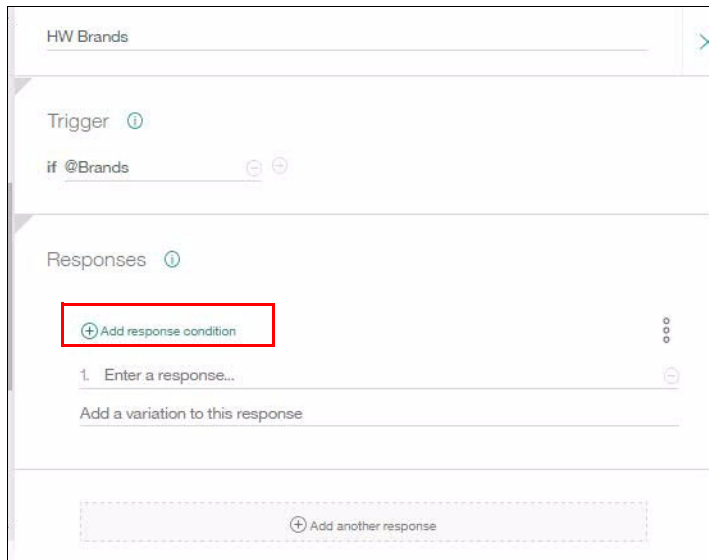 HW Brands
Trigger
if @Brands
Responses
Add response condition
1. Enter a response...
Add a variation to this response
Add another response